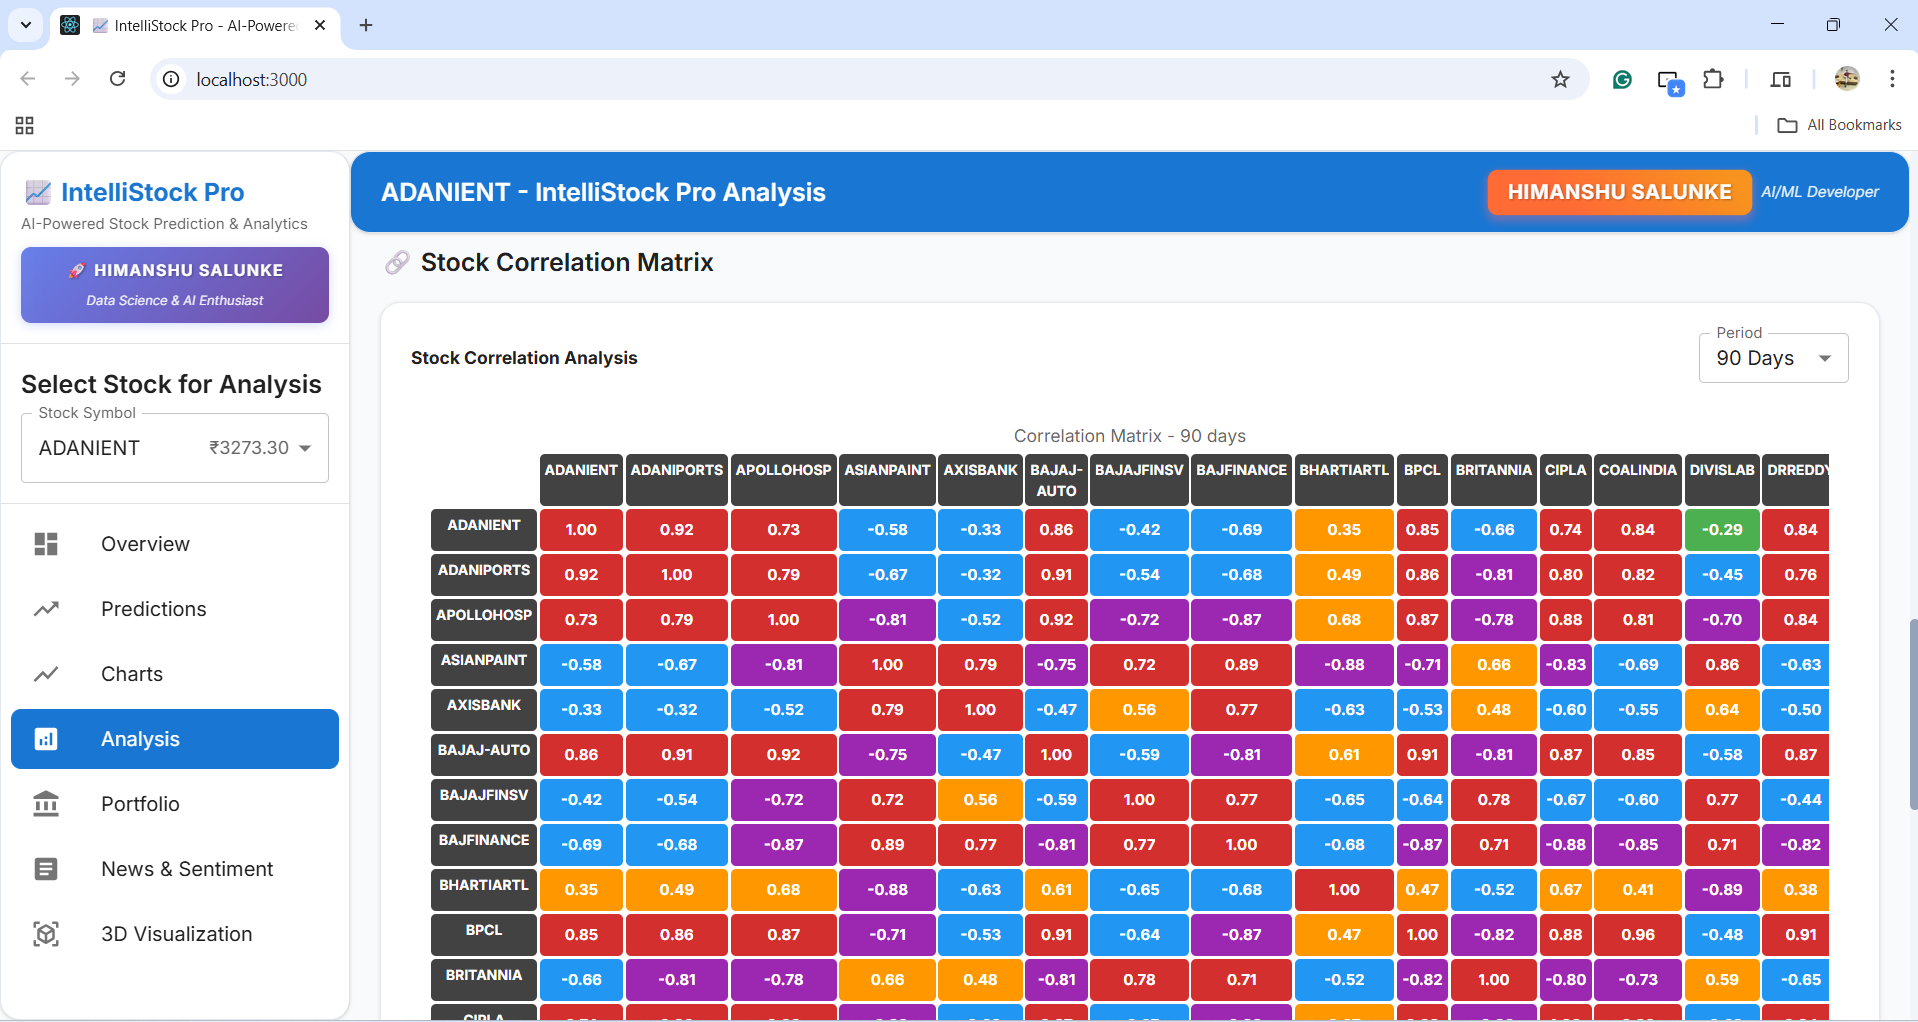 IntelliStock Pro - AI-Powere
localhost:3000
All Bookmarks
IntelliStock Pro
AI-Powered Stock Prediction & Analytics
HIMANSHU SALUNKE
Data Science & AI Enthusiast
Select Stock for Analysis
Stock Symbol
ADANIENT ₹3273.30
Overview
Predictions
Charts
Analysis
Portfolio
News & Sentiment
3D Visualization
ADANIENT - IntelliStock Pro Analysis
HIMANSHU SALUNKE AI/ML Developer
Stock Correlation Matrix
Stock Correlation Analysis
Period
90 Days
Correlation Matrix - 90 days
ADANIENT ADANIPORTS APOLLOHOSP ASIANPAINT AXISBANK BAJAJ-AUTO BAJAJFINSV BAJFINANCE BHARTIARTL BPCL BRITANNIA CIPLA COALINDIA DIVISLAB DRREDDY
ADANIENT 1.00 0.92 0.73 -0.58 -0.33 0.86 -0.42 -0.69 0.35 0.85 -0.66 0.74 0.84 -0.29 0.84
ADANIPORTS 0.92 1.00 0.79 -0.67 -0.32 0.91 -0.54 -0.68 0.49 0.86 -0.81 0.80 0.82 -0.45 0.76
APOLLOHOSP 0.73 0.79 1.00 -0.81 -0.52 0.92 -0.72 -0.87 0.68 0.87 -0.78 0.88 0.81 -0.70 0.84
ASIANPAINT -0.58 -0.67 -0.81 1.00 0.79 -0.75 0.72 0.89 -0.88 -0.71 0.66 -0.83 -0.69 0.86 -0.63
AXISBANK -0.33 -0.32 -0.52 0.79 1.00 -0.47 0.56 0.77 -0.63 -0.53 0.48 -0.60 -0.55 0.64 -0.50
BAJAJ-AUTO 0.86 0.91 0.92 -0.75 -0.47 1.00 -0.59 -0.81 0.61 0.91 -0.81 0.87 0.85 -0.58 0.87
BAJAJFINSV -0.42 -0.54 -0.72 0.72 0.56 -0.59 1.00 0.77 -0.65 -0.64 0.78 -0.67 -0.60 0.77 -0.44
BAJFINANCE -0.69 -0.68 -0.87 0.89 0.77 -0.81 0.77 1.00 -0.68 -0.87 0.71 -0.88 -0.85 0.71 -0.82
BHARTIARTL 0.35 0.49 0.68 -0.88 -0.63 0.61 -0.65 -0.68 1.00 0.47 -0.52 0.67 0.41 -0.89 0.38
BPCL 0.85 0.86 0.87 -0.71 -0.53 0.91 -0.64 -0.87 0.47 1.00 -0.82 0.88 0.96 -0.48 0.91
BRITANNIA -0.66 -0.81 -0.78 0.66 0.48 -0.81 0.78 0.71 -0.52 -0.82 1.00 -0.80 -0.73 0.59 -0.65
CIPLA